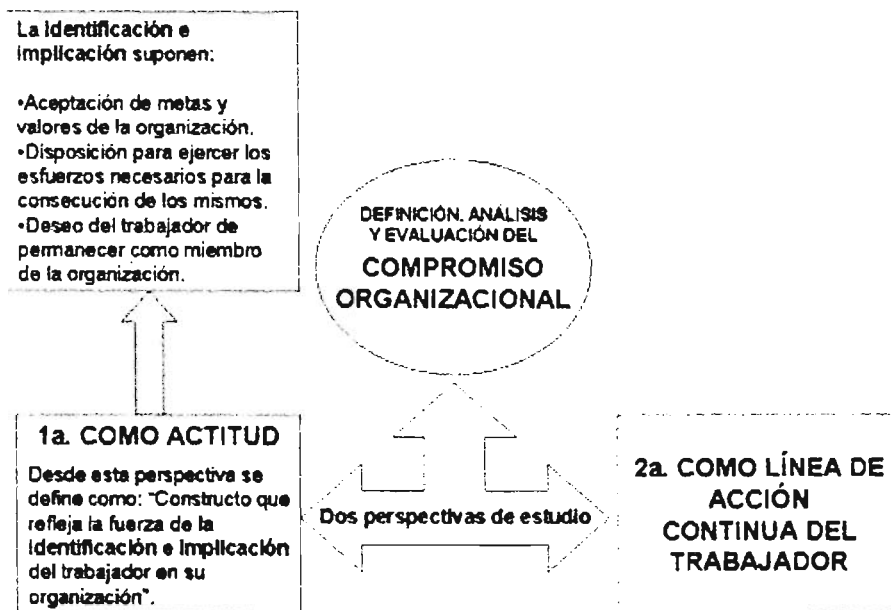 La Identificación e
Implicación suponen:
•Aceptación de metas y
valores de la organización.
•Disposición para ejercer los
esfuerzos necesarios para la
consecución de los mismos.
•Deseo del trabajador de
permanecer como miembro
de la organización.
DEFINICIÓN, ANÁLISIS
Y EVALUACIÓN DEL
COMPROMISO
ORGANIZACIONAL
1a. COMO ACTITUD
Desde esta perspectiva se
define como: "Constructo que
refleja la fuerza de la
Identificación e Implicación
del trabajador en su
organización".
Dos perspectivas de estudio
2a. COMO LÍNEA DE
ACCIÓN
CONTINUA DEL
TRABAJADOR